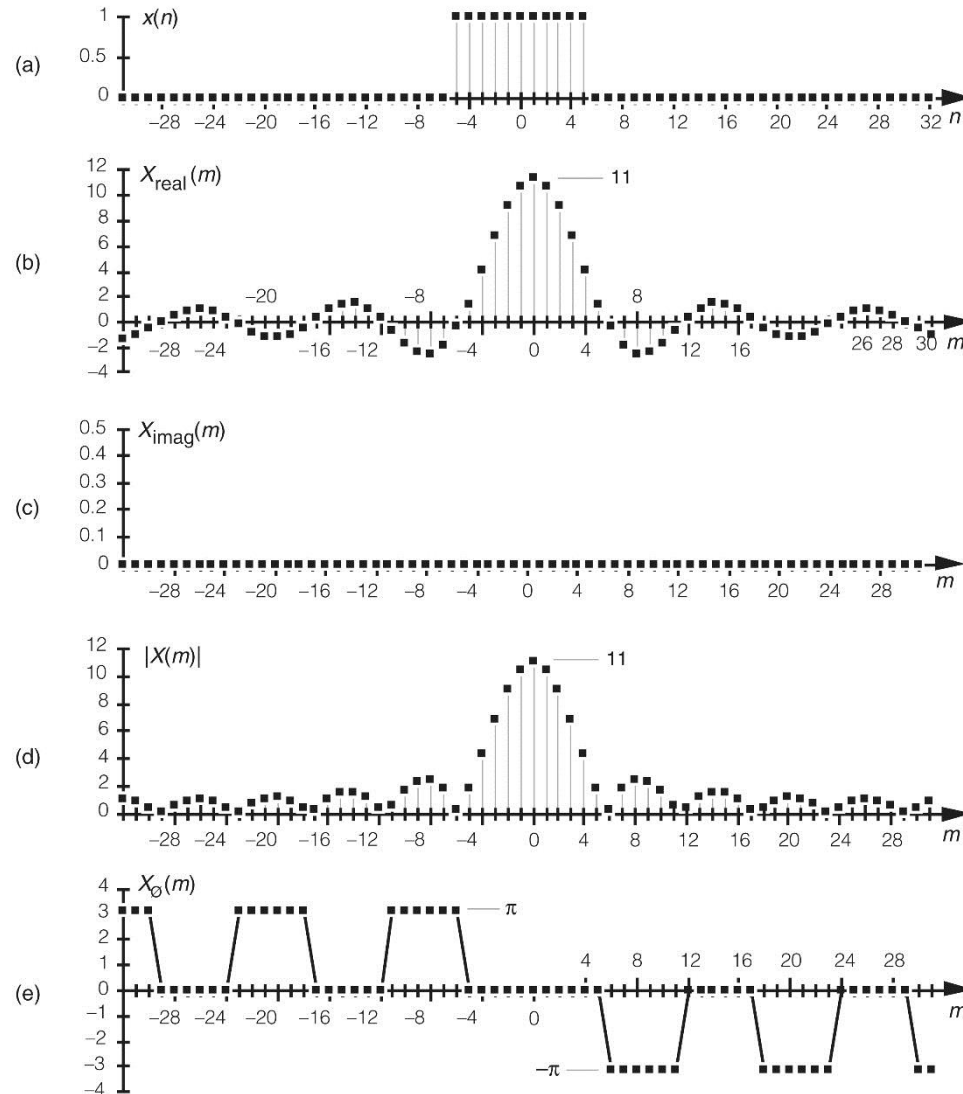 (a)
x(n)
1
0.5
0
−28 −24 −20 −16 −12 −8 −4 0 4 8 12 16 20 24 28 32 n
(b)
X real (m)
12
10
8
6
4
2
0
−2
−4
11
−20 −8 8
−28 −24 −16 −12 −4 0 4 12 16 26 28 30 m
(c)
X imag (m)
0.5
0.4
0.3
0.2
0.1
0
−28 −24 −20 −16 −12 −8 −4 0 4 8 12 16 20 24 28 m
(d)
|X(m)|
12
10
8
6
4
2
0
11
−28 −24 −20 −16 −12 −8 −4 0 4 8 12 16 20 24 28 m
(e)
Xø(m)
4
3
2
1
0
−1
−2
−3
−4
π
4 8 12 16 20 24 28
−28 −24 −20 −16 −12 −8 −4 0 m
−π